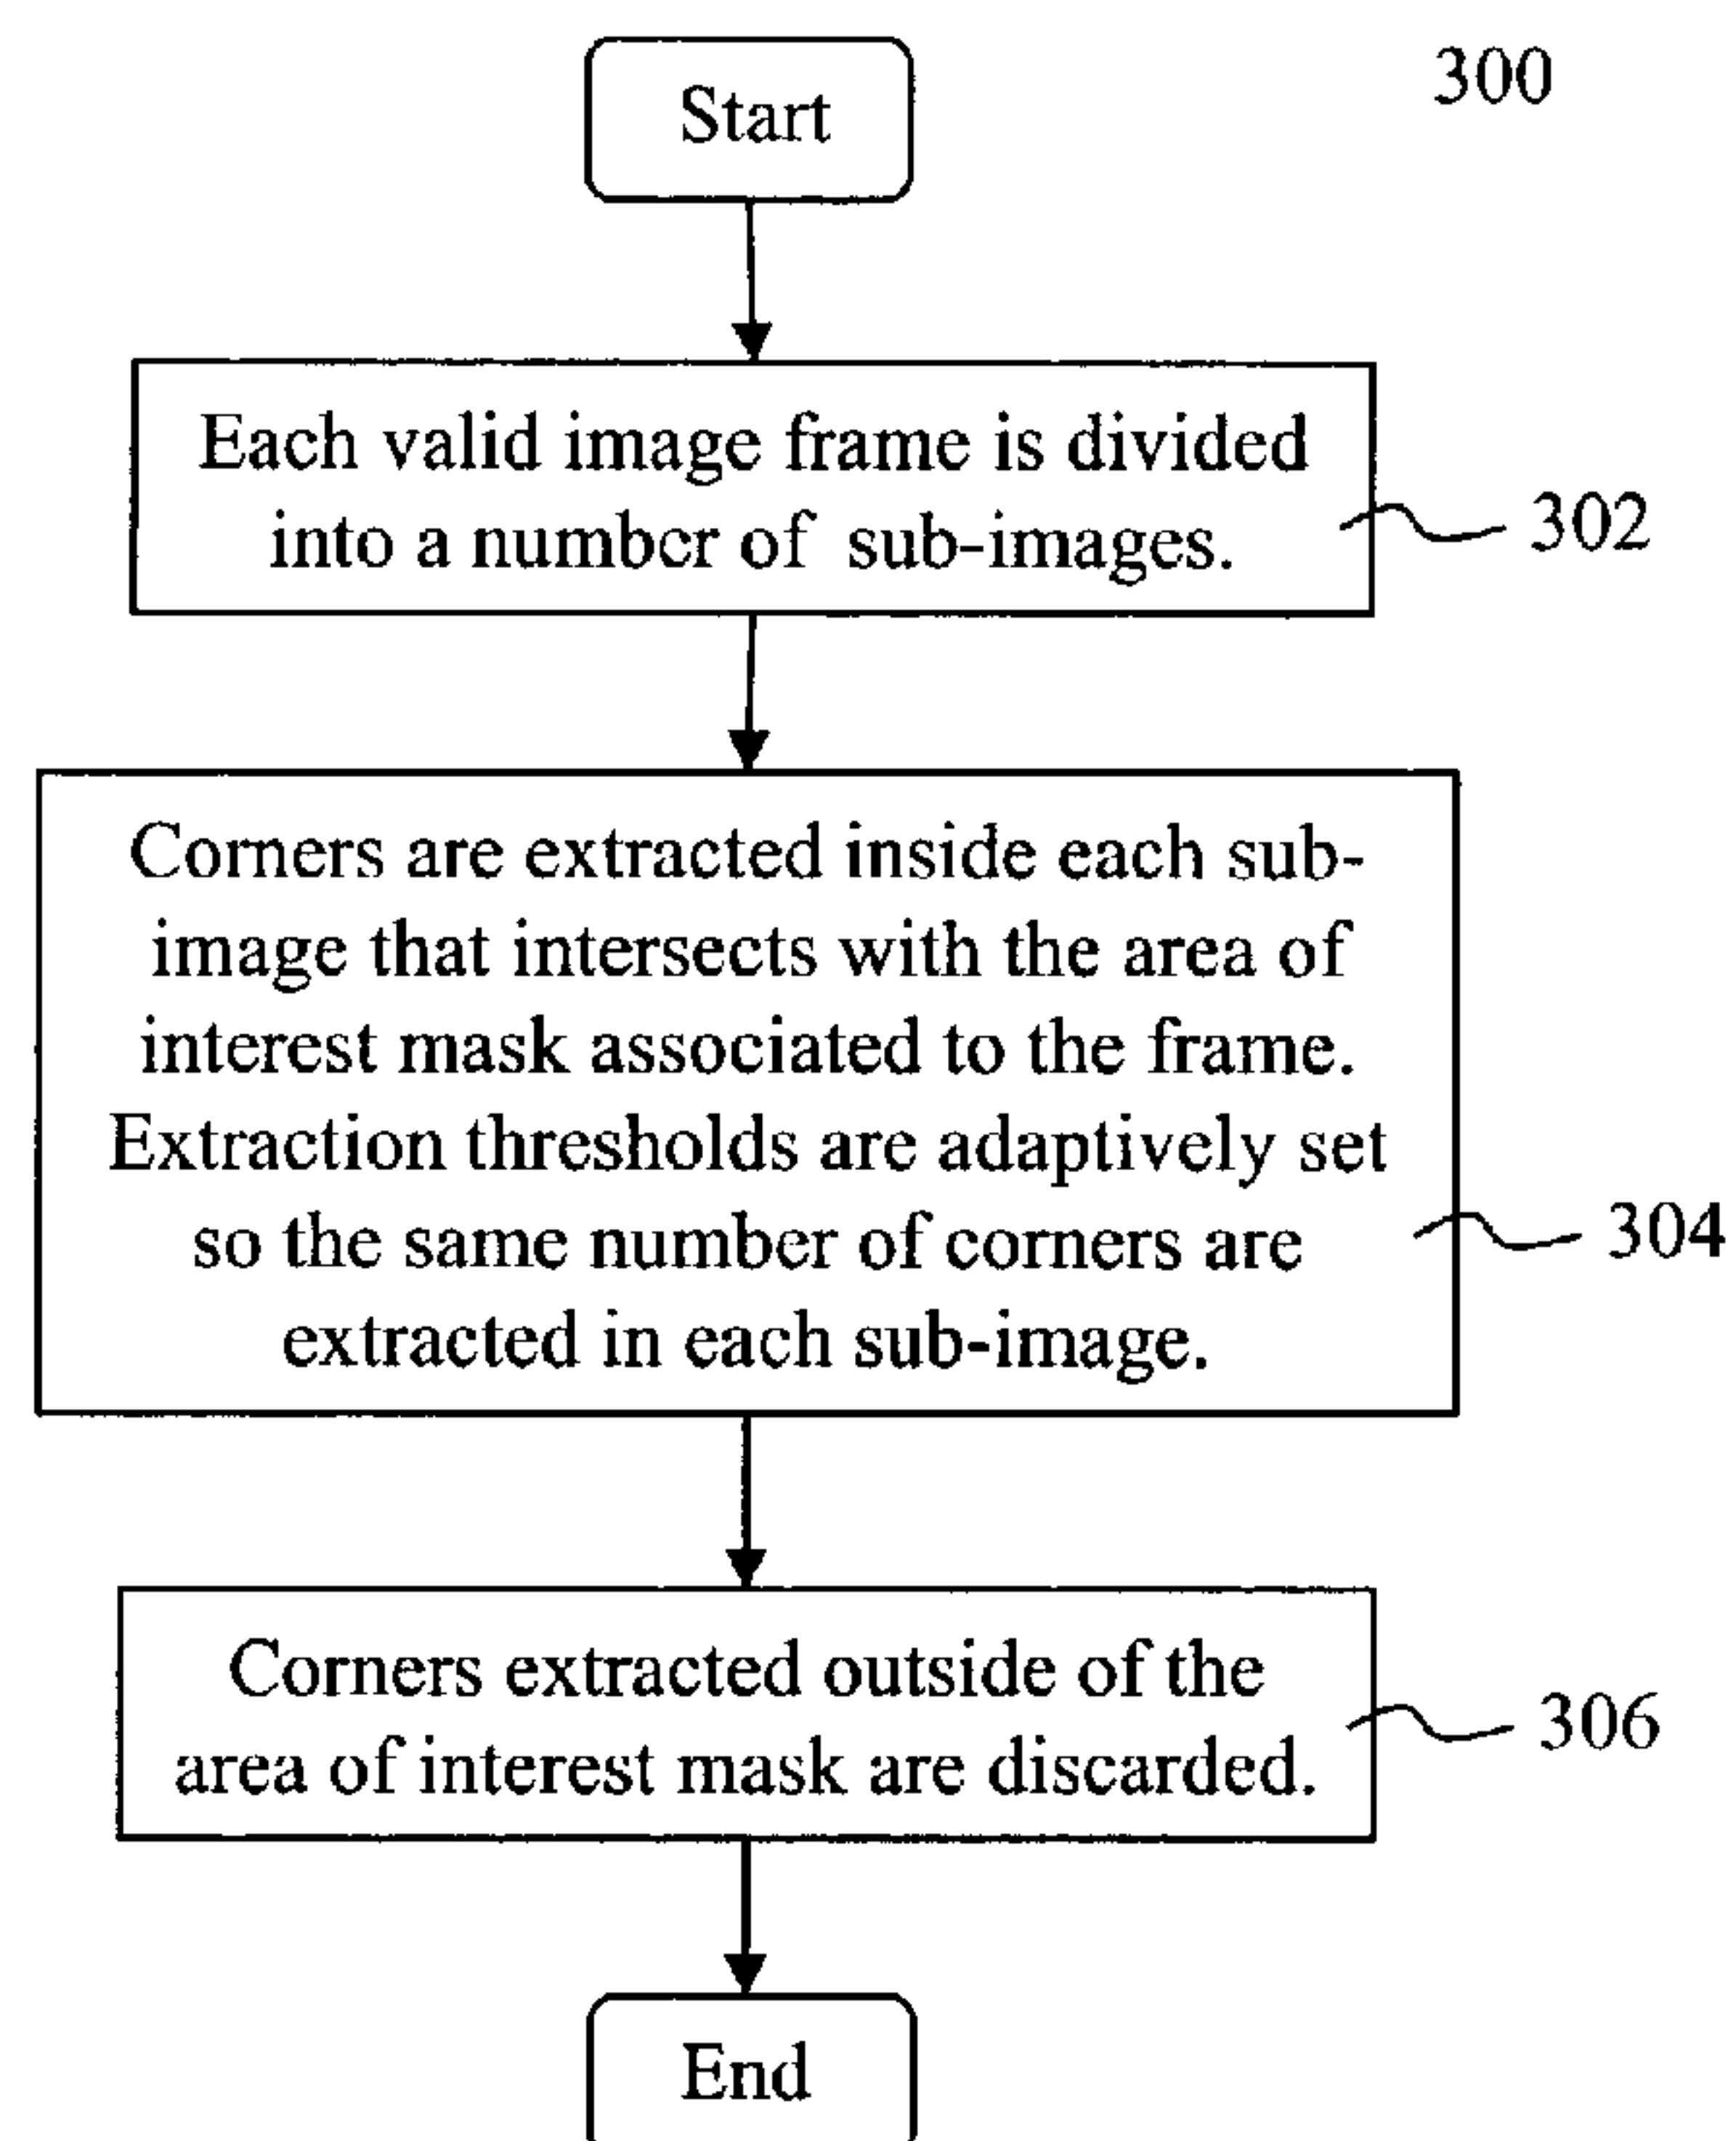 300
Start
Each valid image frame is divided
into a number of sub-images.
302
Corners are extracted inside each sub-
image that intersects with the area of
interest mask associated to the frame.
Extraction thresholds are adaptively set
so the same number of corners are
extracted in each sub-image.
304
Corners extracted outside of the
area of interest mask are discarded.
306
End